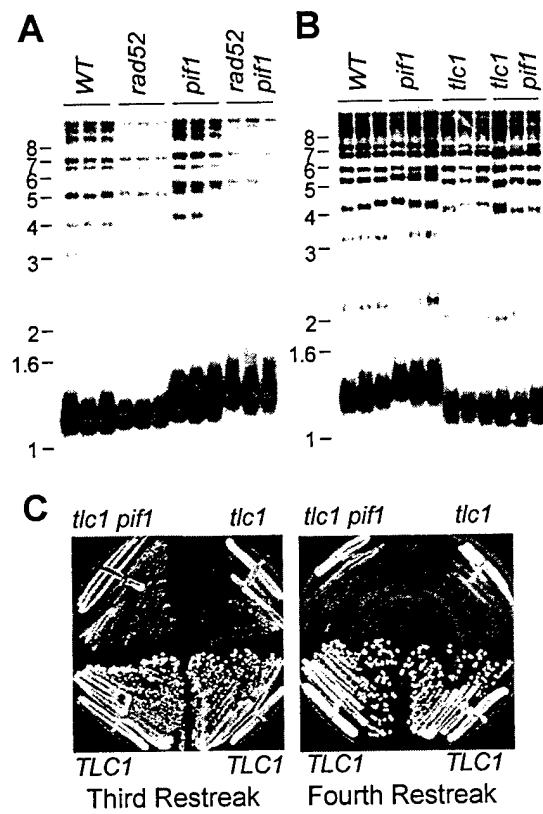 A
B
WT
rad52
pif1
rad52
pif1
WT
pif1
tlc1
tlc1
pif1
8
7
6
5
4
3
2
1.6
1
8
7
6
5
4
3
2
1.6
1
C
tlc1 pif1
tlc1
tlc1 pif1
tlc1
TLC1
TLC1
TLC1
TLC1
Third Restreak
Fourth Restreak